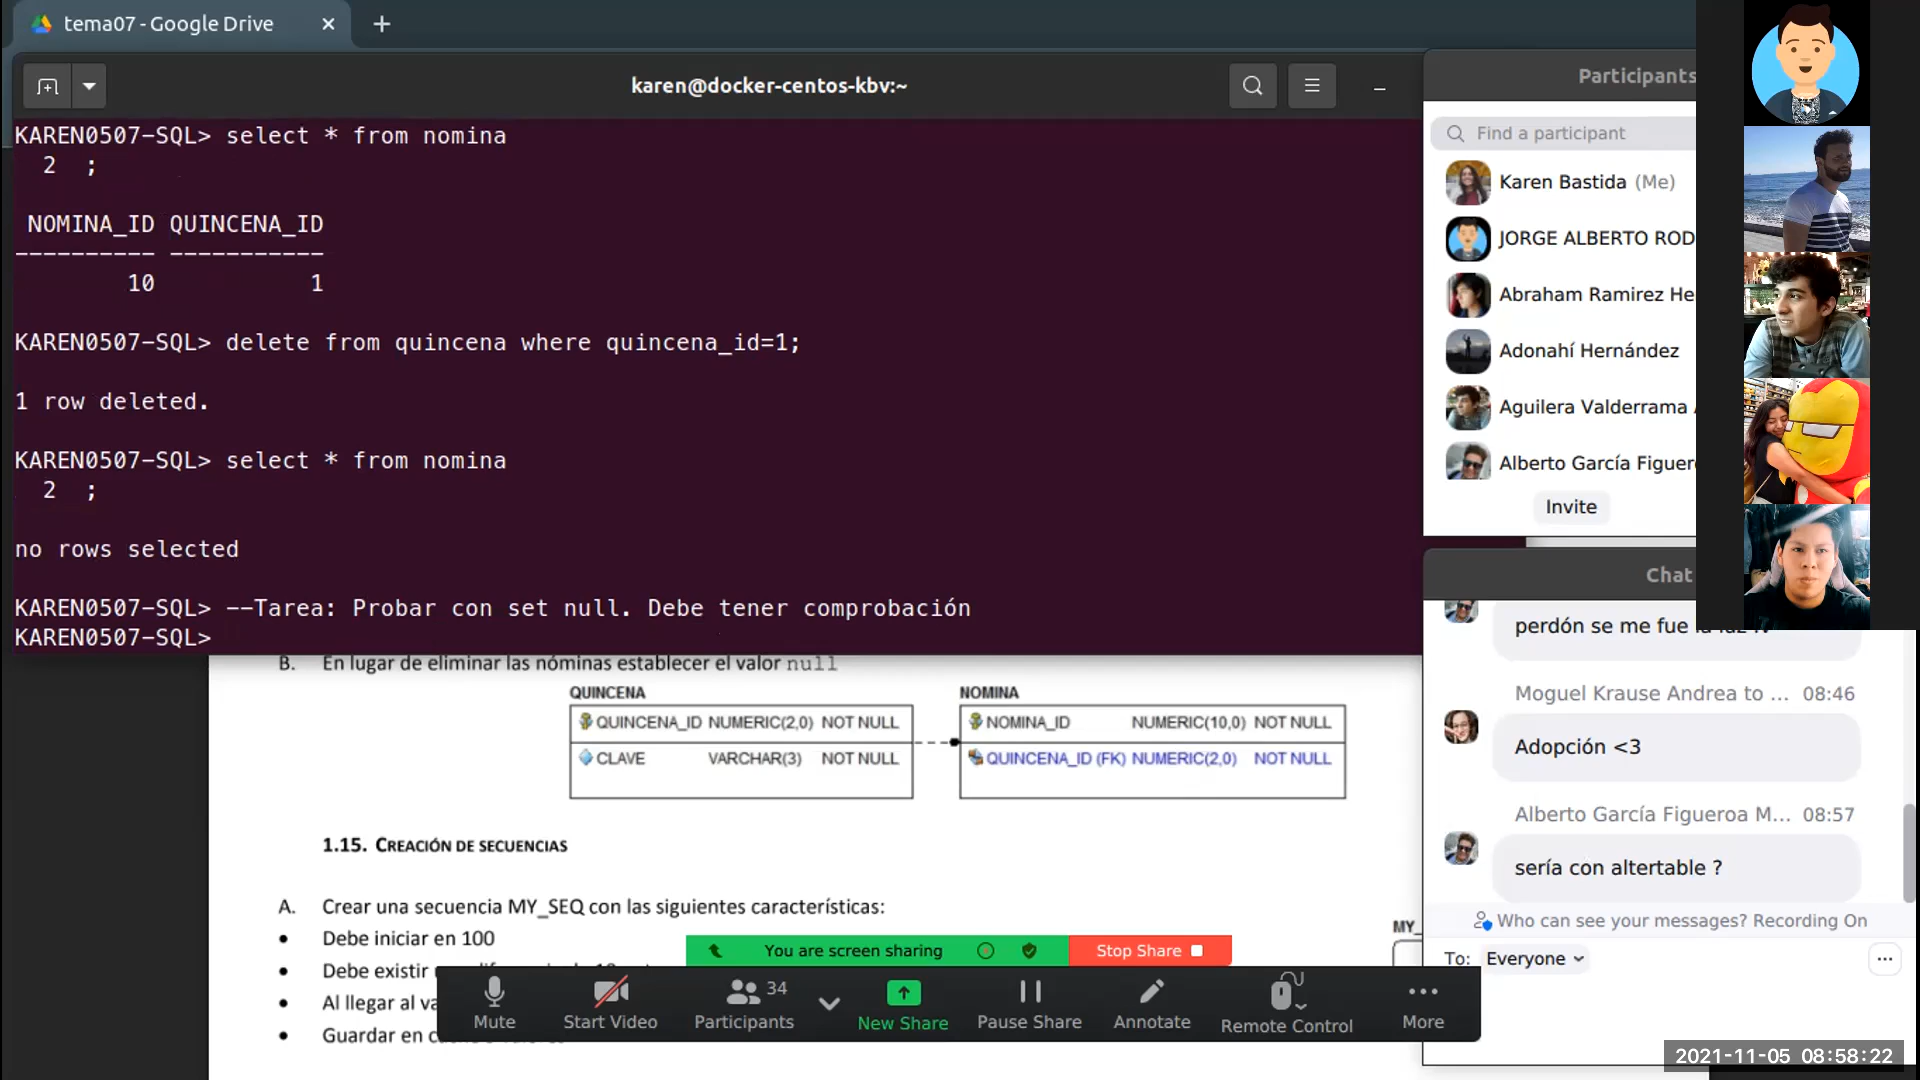 tema07 - Google Drive
karen@docker-centos-kbv:~
KAREN0507-SQL> select * from nomina
2 ;
NOMINA_ID QUINCENA_ID
---------- -----------
10 1
KAREN0507-SQL> delete from quincena where quincena_id=1;
1 row deleted.
KAREN0507-SQL> select * from nomina
2 ;
no rows selected
KAREN0507-SQL> --Tarea: Probar con set null. Debe tener comprobación
KAREN0507-SQL>
B. En lugar de eliminar las nóminas establecer el valor null
QUINCENA
QUINCENA_ID NUMERIC(2,0) NOT NULL
CLAVE VARCHAR(3) NOT NULL
NOMINA
NOMINA_ID NUMERIC(10,0) NOT NULL
QUINCENA_ID (FK) NUMERIC(2,0) NOT NULL
1.15. CREACIÓN DE SECUENCIAS
A. Crear una secuencia MY_SEQ con las siguientes características:
• Debe iniciar en 100
• Debe existir
• Al llegar al
• Guardar en
MY_
You are screen sharing
Stop Share
Mute
Start Video
Participants 34
New Share
Pause Share
Annotate
Remote Control
More
Participants
Find a participant
Karen Bastida (Me)
JORGE ALBERTO ROD
Abraham Ramirez He
Adonahí Hernández
Aguilera Valderrama
Alberto García Figuer
Invite
Chat
perdón se me fue
Moguel Krause Andrea to ... 08:46
Adopción <3
Alberto García Figueroa M... 08:57
sería con altertable ?
Who can see your messages? Recording On
To: Everyone
2021-11-05 08:58:22